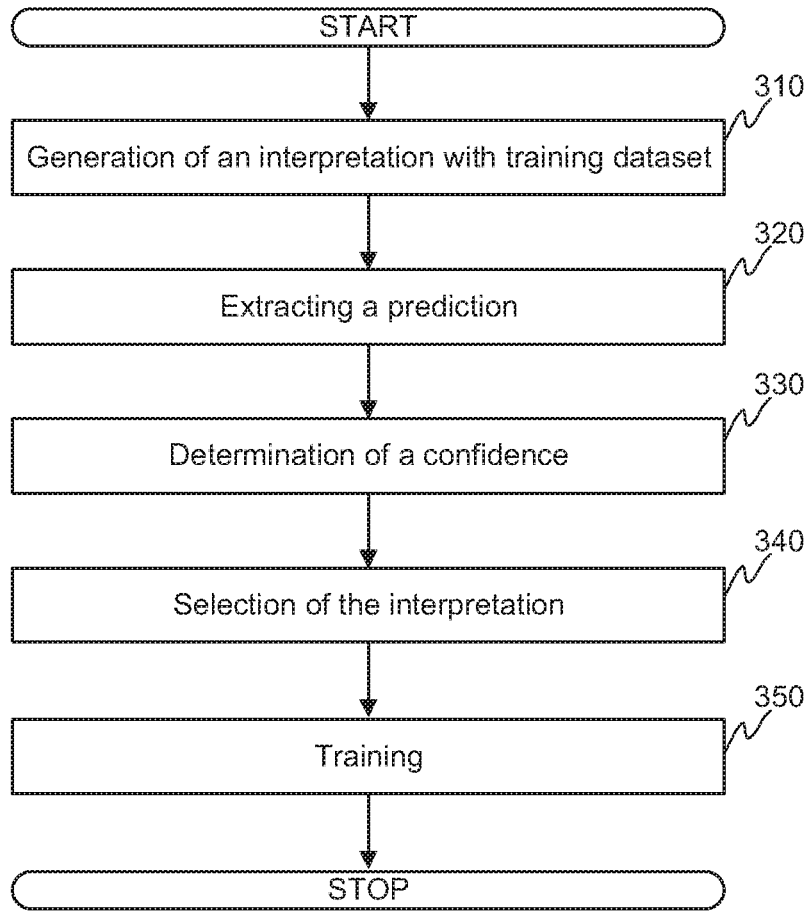 START
310
Generation of an interpretation with training dataset
320
Extracting a prediction
330
Determination of a confidence
340
Selection of the interpretation
350
Training
STOP